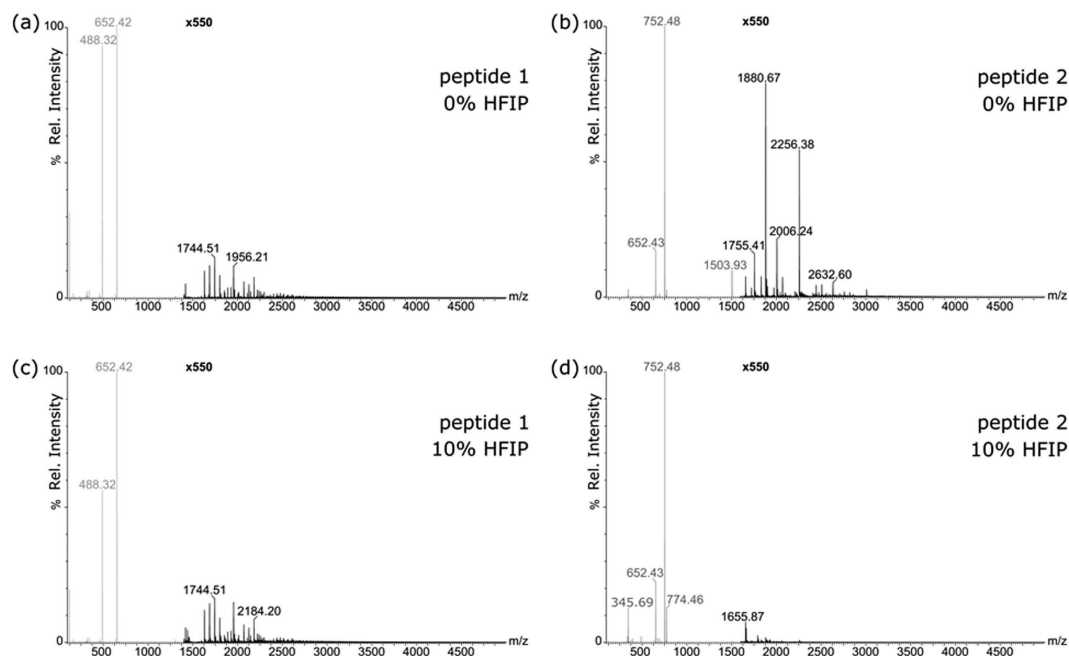 (a)
652.42
x550
100
488.32
peptide 1
0% HFIP
% Rel. Intensity
1744.51
1956.21
0
m/z
500 1000 1500 2000 2500 3000 3500 4000 4500
(b)
752.48
x550
100
1880.67
peptide 2
0% HFIP
% Rel. Intensity
2256.38
652.43
1755.41
2006.24
1503.93
2632.60
0
m/z
500 1000 1500 2000 2500 3000 3500 4000 4500
(c)
652.42
x550
100
peptide 1
10% HFIP
% Rel. Intensity
488.32
1744.51
2184.20
0
m/z
500 1000 1500 2000 2500 3000 3500 4000 4500
(d)
752.48
x550
100
peptide 2
10% HFIP
% Rel. Intensity
652.43
345.69
774.46
1655.87
0
m/z
500 1000 1500 2000 2500 3000 3500 4000 4500